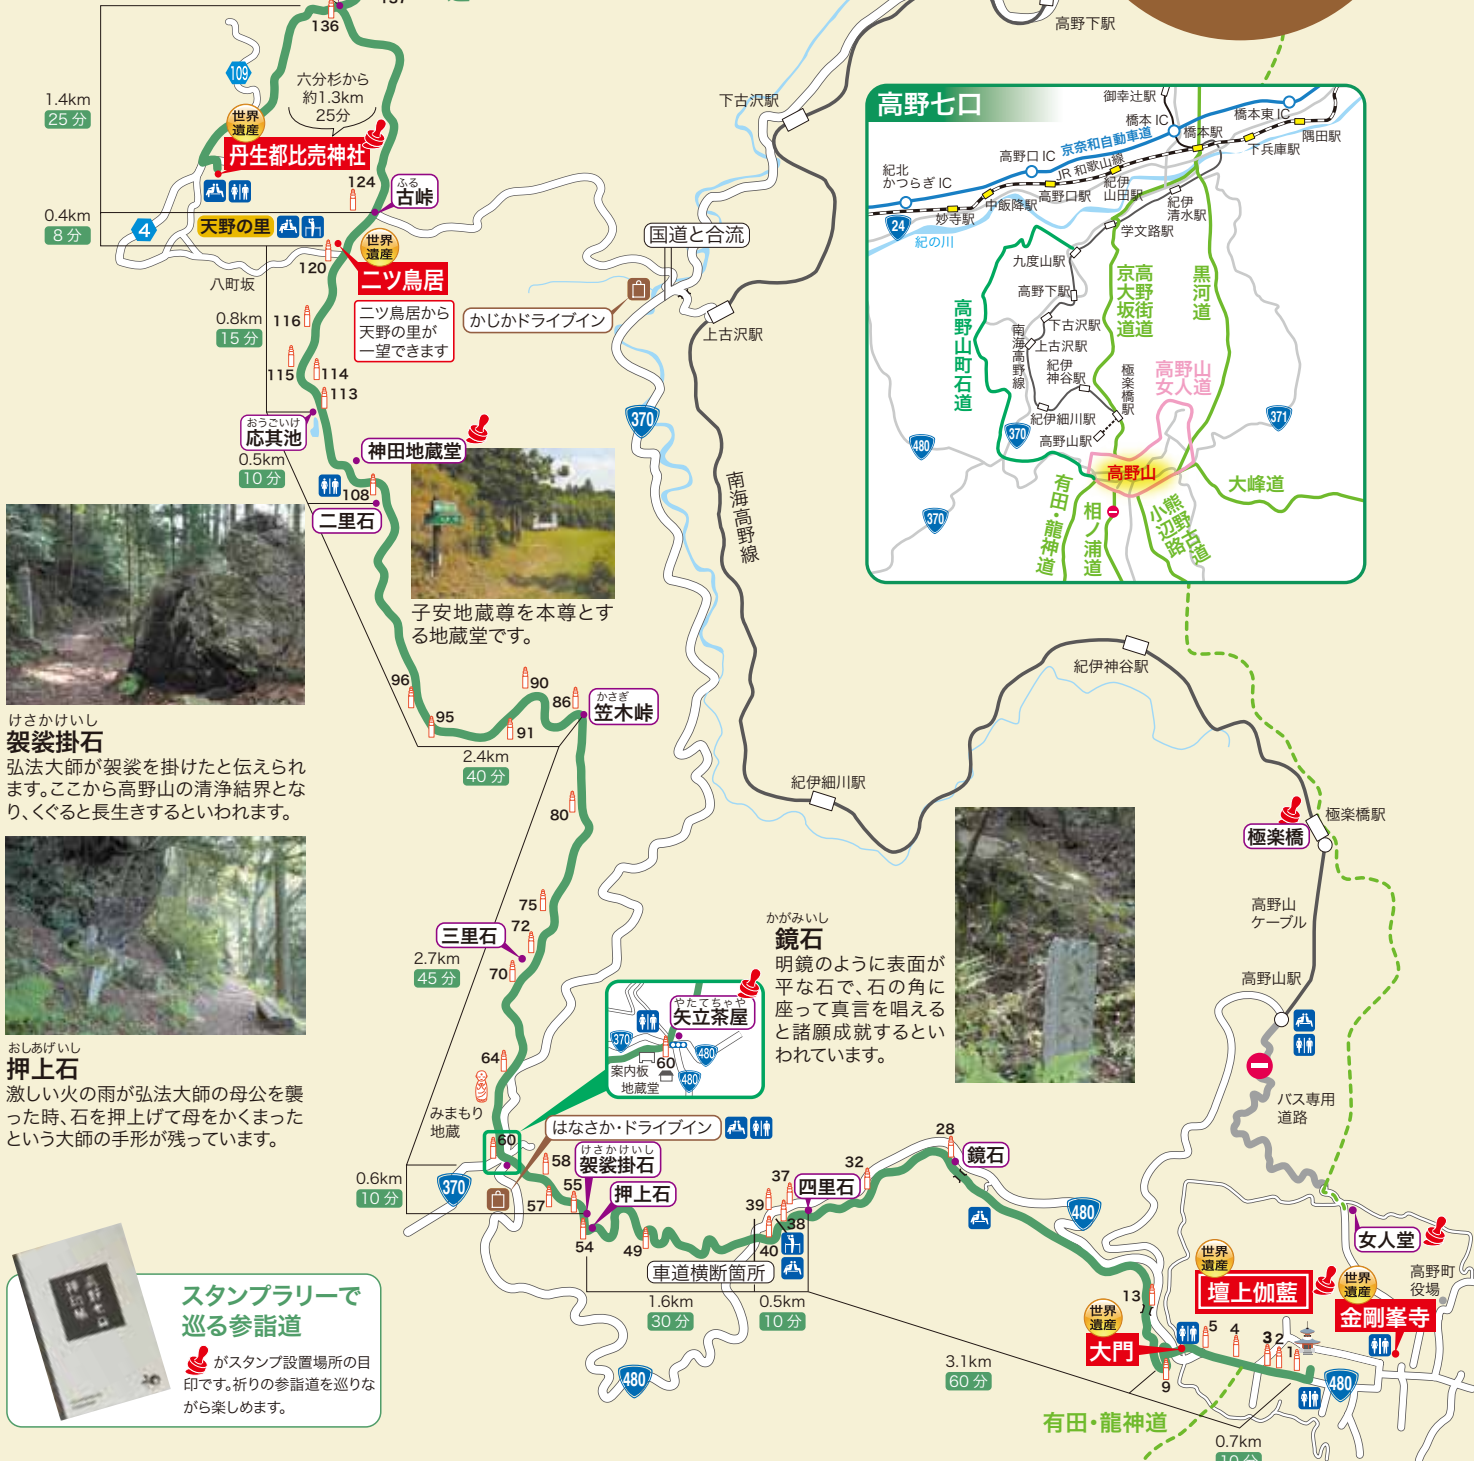 137
136
109
六分杉から
約1.3km
25分
1.4km
25分
世界
遺産
丹生都比売神社
124
ふる
古峠
0.4km
8分
4
天野の里
世界
遺産
120
二ツ鳥居
八町坂
二ツ鳥居から
天野の里が
一望できます
0.8km
15分
116
115
114
113
おうごいけ
応其池
0.5km
10分
神田地蔵堂
108
二里石
子安地蔵尊を本尊とす
る地蔵堂です。
高野下駅
下古沢駅
国道と合流
かじかドライブイン
上古沢駅
370
南海高野線
高野七口
御幸辻駅
橋本IC
橋本東IC
京奈和自動車道
橋本駅
隅田駅
下兵庫駅
高野口IC
JR和歌山線
紀北
かつらぎIC
紀伊
山田駅
高野口駅
中飯降駅
妙寺駅
紀伊
清水駅
24
紀の川
学文路駅
九度山駅
高野下駅
高野街道
京大坂道
黒河道
高野山町石道
下古沢駅
上古沢駅
南海高野線
紀伊
神谷駅
極楽橋駅
高野山
女人道
紀伊細川駅
370
高野山駅
371
480
高野山
大峰道
370
有田・龍神道
相ノ浦道
熊野古道
小辺路
けさかけいし
袈裟掛石
弘法大師が袈裟を掛けたと伝えられ
ます。ここから高野山の清浄結界とな
り、くぐると長生きするといわれます。
96
95
90
91
86
かさぎ
笠木峠
2.4km
40分
80
75
72
三里石
2.7km
45分
70
64
みまもり
地蔵
おしあげいし
押上石
激しい火の雨が弘法大師の母公を襲
った時、石を押上げて母をかくまった
という大師の手形が残っています。
紀伊神谷駅
紀伊細川駅
極楽橋駅
極楽橋
高野山
ケーブル
高野山駅
バス専用
道路
かがみいし
鏡石
明鏡のように表面が
平な石で、石の角に
座って真言を唱える
と諸願成就するとい
われています。
やたてちゃや
矢立茶屋
370
60
480
案内板
地蔵堂
480
はなさか・ドライブイン
60
58
57
けさかけいし
袈裟掛石
55
押上石
54
49
0.6km
10分
370
28
鏡石
32
37
39
四里石
38
40
車道横断箇所
1.6km
30分
0.5km
10分
480
480
13
世界
遺産
大門
9
3.1km
60分
世界
遺産
壇上伽藍
5
4
3
2
1
世界
遺産
金剛峯寺
女人堂
高野町
役場
480
有田・龍神道
0.7km
10分
スタンプラリーで
巡る参詣道
がスタンプ設置場所の目
印です。祈りの参詣道を巡りな
がら楽しめます。